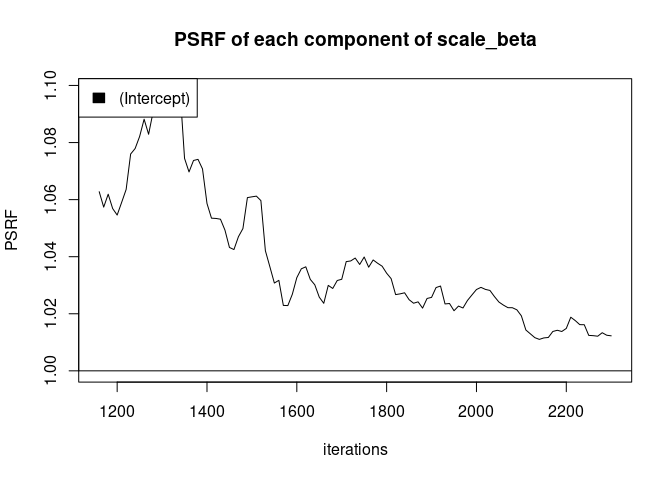 PSRF of each component of scale_beta
(Intercept)
PSRF
1.10
1.08
1.06
1.04
1.02
1.00
1200 1400 1600 1800 2000 2200
iterations